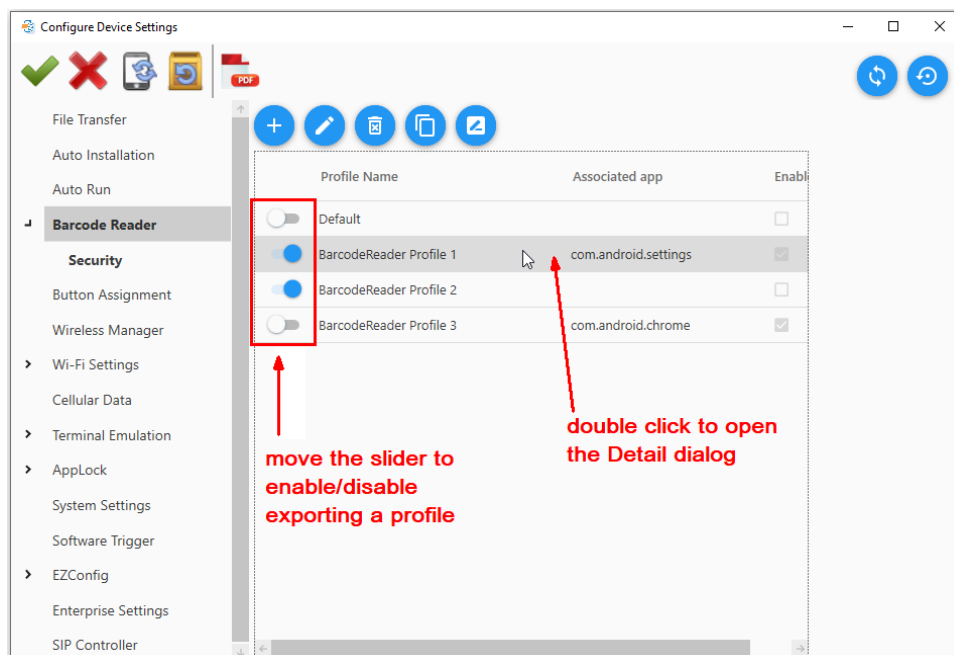 Configure Device Settings
PDF
File Transfer
Auto Installation
Auto Run
Barcode Reader
Security
Button Assignment
Wireless Manager
Wi-Fi Settings
Cellular Data
Terminal Emulation
AppLock
System Settings
Software Trigger
EZConfig
Enterprise Settings
SIP Controller
Profile Name Associated app Enabl
Default
BarcodeReader Profile 1 com.android.settings
BarcodeReader Profile 2
BarcodeReader Profile 3 com.android.chrome
move the slider to
enable/disable
exporting a profile
double click to open
the Detail dialog